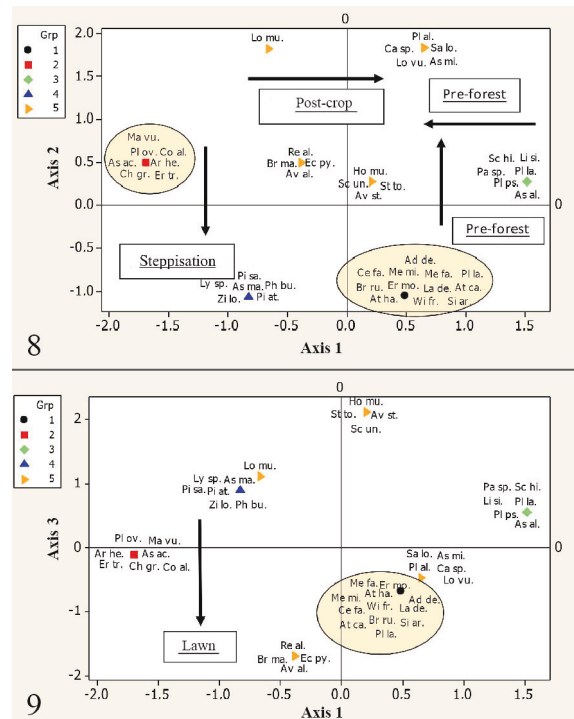 0
Grp
1
2
3
4
5
Axis 2
2.0
1.5
1.0
0.5
0.0
-0.5
-1.0
Lo mu.
Pl al.
Ca sp. Sa lo.
Lo vu. As mi.
Post-crop
Pre-forest
Ma vu.
Pl ov. Co al.
As ac. Ar he.
Ch gr. Er tr.
Re al.
Br ma. Ec py.
Av al.
Ho mu.
Sc un. St to.
Av st.
Sc hi. Li si.
Pa sp. Pl la.
Pl ps.
As al.
0
Steppisation
Pre-forest
Pi sa.
Ly sp. As ma. Ph bu.
Zi lo. Pi at.
Ad de.
Ce fa. Me mi. Me fa. Pl la.
Br ru. Er mo. La de. At ca.
At ha. Wi fr. Si ar.
-2.0 -1.0 0.0 0.5 1.0 1.5
Axis 1
8
0
Grp
1
2
3
4
5
Axis 3
2
1
0
-1
-2
Ho mu.
St to. Av st.
Sc un.
Lo mu.
Ly sp. As ma.
Pi sa. Pi at.
Zi lo. Ph bu.
Pa sp. Sc hi.
Li si. Pl la.
Pl ps.
As al.
Pl ov. Ma vu.
Ar he. As ac.
Er tr. Ch gr. Co al.
0
Sa lo. As mi.
Pl al. Ca sp.
Lo vu.
Me fa. Er mo.
Me mi. At ha. Ad de.
Wi fr. La de.
Ce fa. Br ru. Si ar.
At ca.
Pl la.
Lawn
Re al.
Br ma. Ec py.
Av al.
-2.0 -1.0 0.0 0.5 1.0 1.5
Axis 1
9